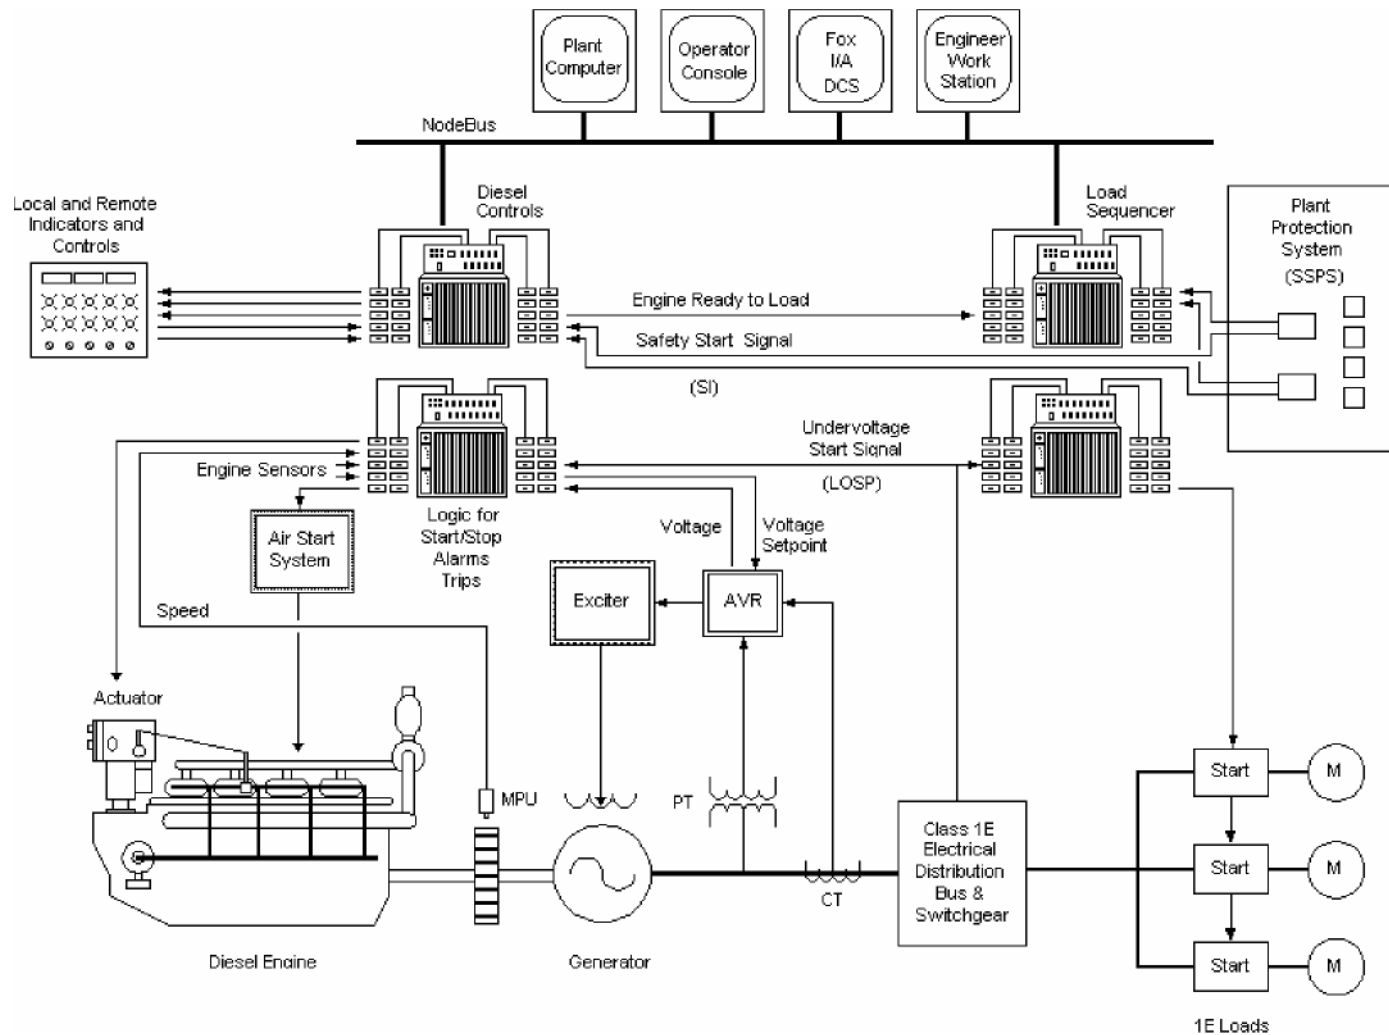 Plant
Computer
Operator
Console
Fox
I/A
DCS
Engineer
Work
Station
NodeBus
Local and Remote
Indicators and
Controls
Diesel
Controls
Load
Sequencer
Plant
Protection
System
(SSPS)
Engine Ready to Load
Safety Start Signal
(SI)
Undervoltage
Start Signal
(LOSP)
Engine Sensors
Logic for
Start/Stop
Alarms
Trips
Voltage
Voltage
Setpoint
Air Start
System
Exciter
AVR
Speed
Actuator
MPU
PT
CT
Class 1E
Electrical
Distribution
Bus &
Switchgear
Start
M
Start
M
Start
M
Diesel Engine
Generator
1E Loads